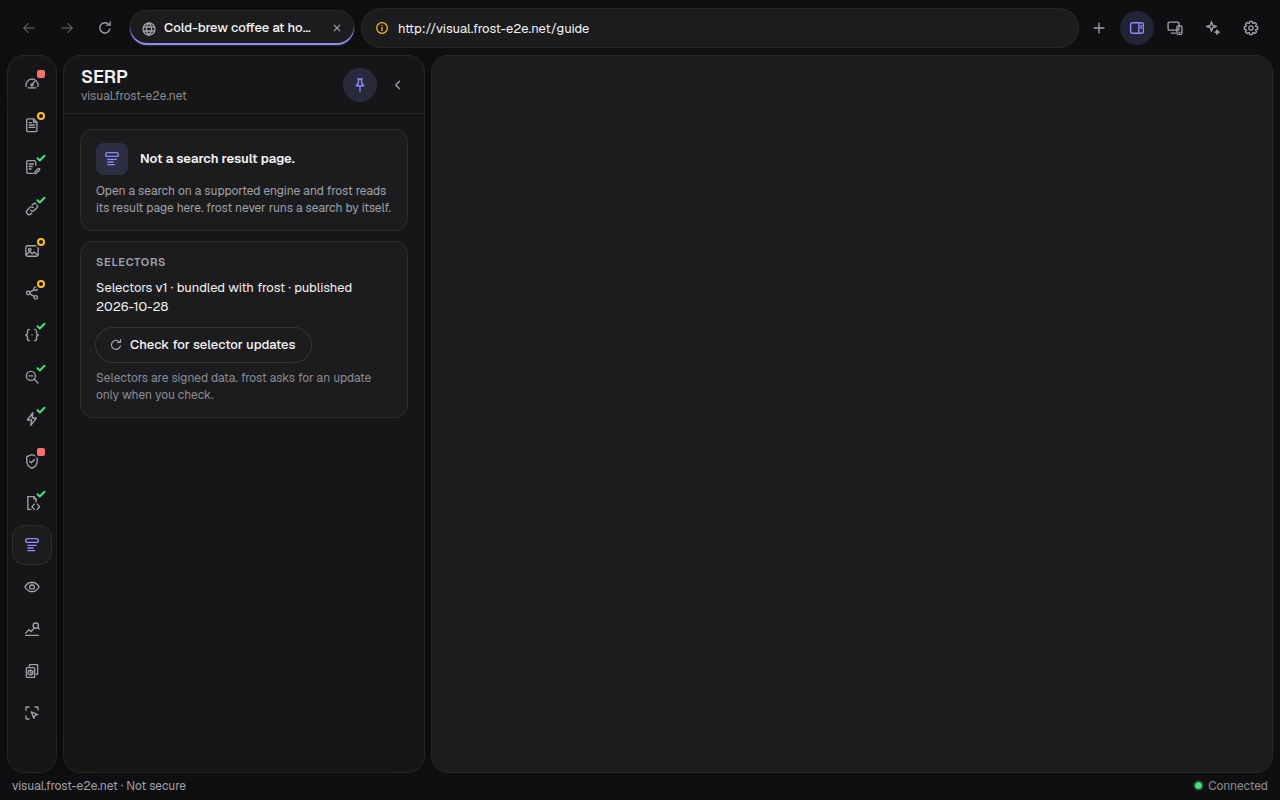 Cold-brew coffee at ho...
http://visual.frost-e2e.net/guide
SERP
visual.frost-e2e.net
Not a search result page.
Open a search on a supported engine and frost reads
its result page here. frost never runs a search by itself.
SELECTORS
Selectors v1 · bundled with frost · published
2026-10-28
Check for selector updates
Selectors are signed data. frost asks for an update
only when you check.
visual.frost-e2e.net · Not secure
Connected